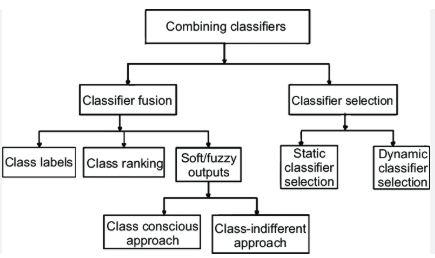 Combining classifiers
Classifier fusion
Classifier selection
Class labels
Class ranking
Soft/fuzzy
outputs
Static
classifier
selection
Dynamic
classifier
selection
Class conscious
approach
Class-indifferent
approach